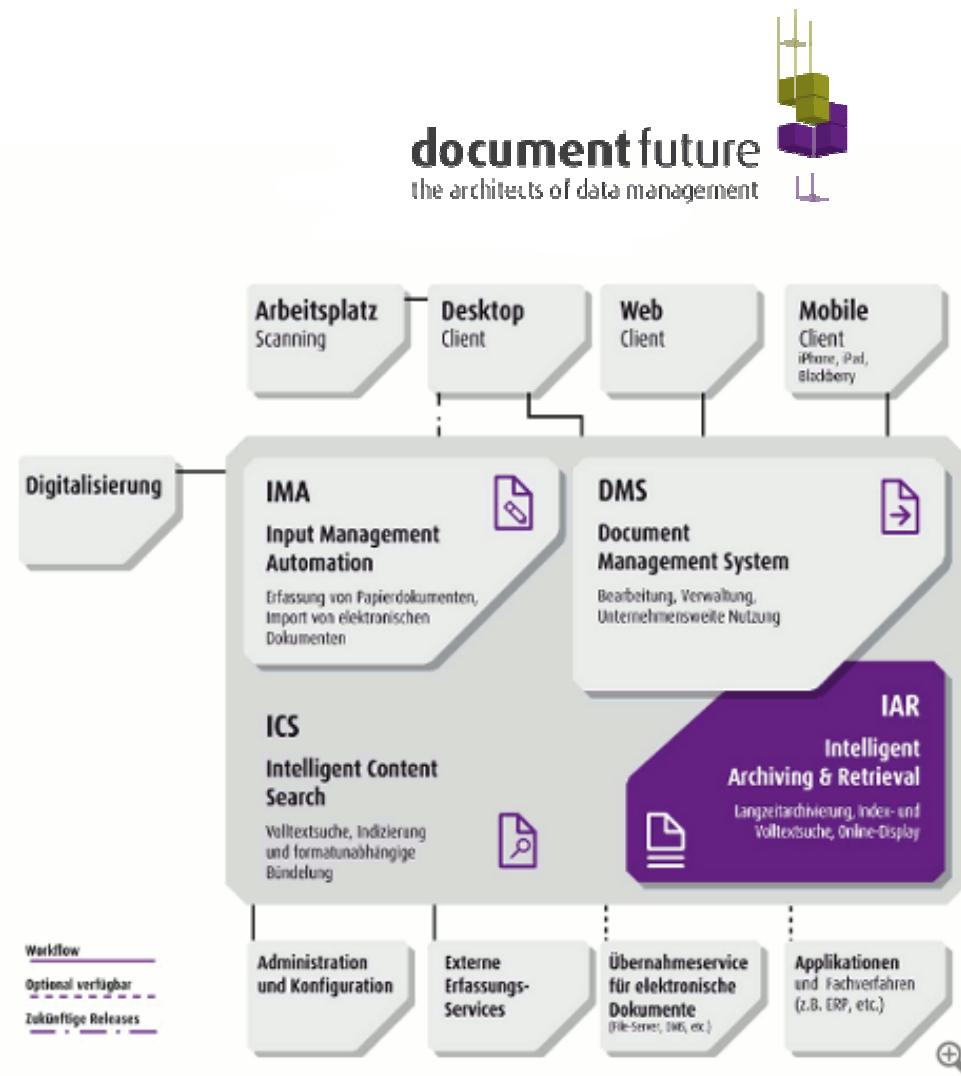 document future
the architects of data management
Arbeitsplatz
Scanning
Desktop
Client
Web
Client
Mobile
Client
iPhone, iPad,
Blackberry
Digitalisierung
IMA
Input Management
Automation
Erfassung von Papierdokumenten,
Import von elektronischen
Dokumenten
DMS
Document
Management System
Bearbeitung, Verwaltung,
Unternehmensweite Nutzung
ICS
Intelligent Content
Search
Volltextsuche, Indizierung
und formatunabhängige
Bündelung
IAR
Intelligent
Archiving & Retrieval
Langzeitarchivierung, Index- und
Volltextsuche, Online-Display
Workflow
Optional verfügbar
Zukünftige Releases
Administration
und Konfiguration
Externe
Erfassungs-
Services
Übernahmeservice
für elektronische
Dokumente
(File-Server, DMS, etc.)
Applikationen
und Fachverfahren
(z.B. ERP, etc.)